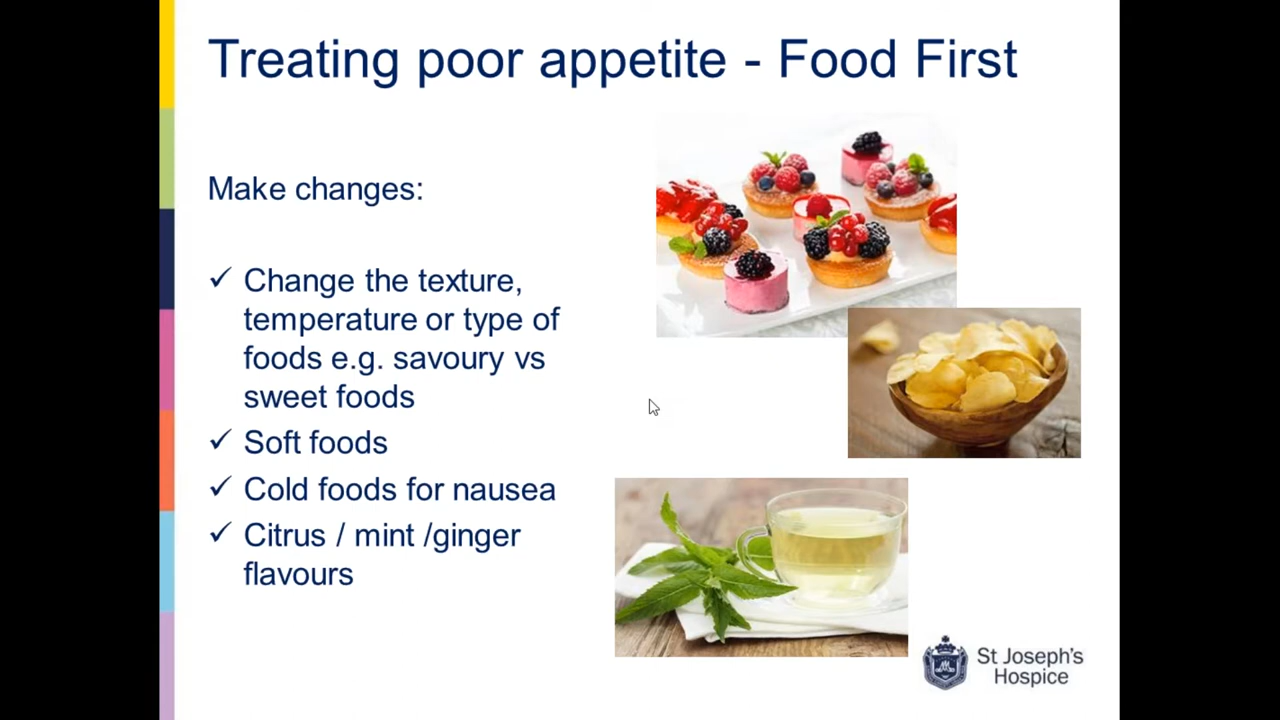 Treating poor appetite - Food First
Make changes:
✓ Change the texture,
temperature or type of
foods e.g. savoury vs
sweet foods
✓ Soft foods
✓ Cold foods for nausea
✓ Citrus / mint /ginger
flavours
St Joseph's
Hospice